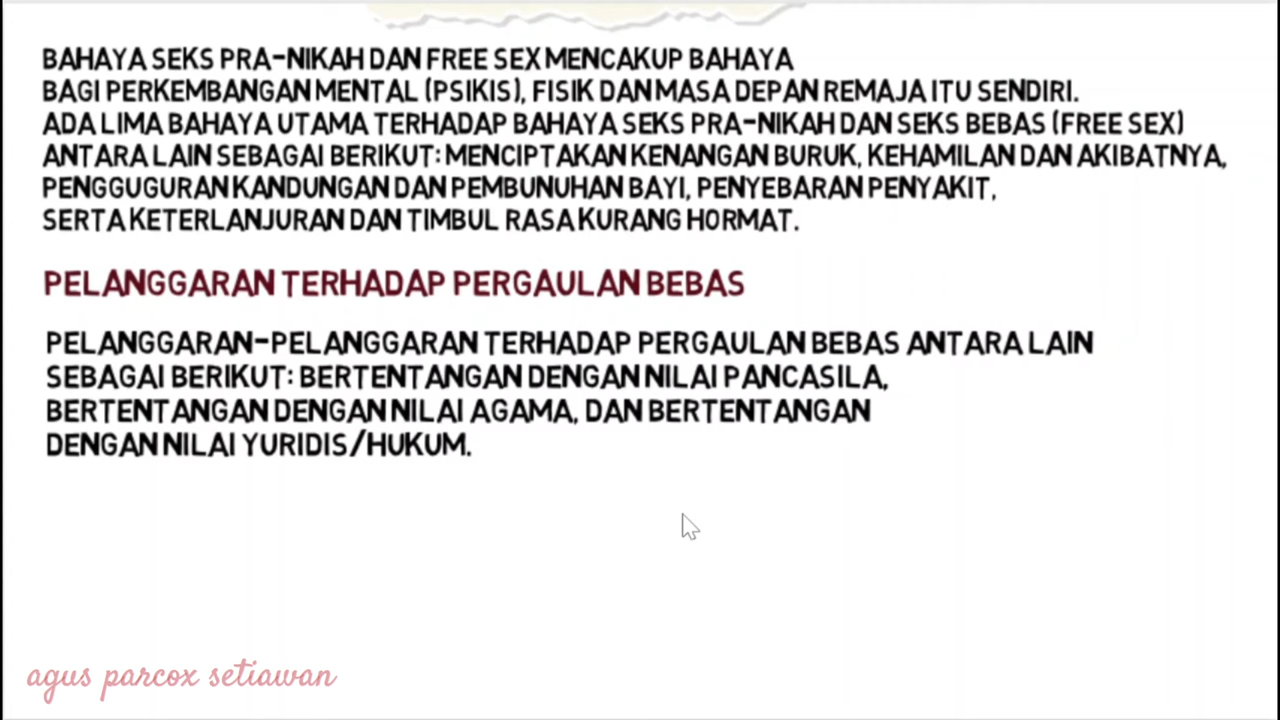 BAHAYA SEKS PRA-NIKAH DAN FREE SEX MENCAKUP BAHAYA
BAGI PERKEMBANGAN MENTAL (PSIKIS), FISIK DAN MASA DEPAN REMAJA ITU SENDIRI.
ADA LIMA BAHAYA UTAMA TERHADAP BAHAYA SEKS PRA-NIKAH DAN SEKS BEBAS (FREE SEX)
ANTARA LAIN SEBAGAI BERIKUT: MENCIPTAKAN KENANGAN BURUK, KEHAMILAN DAN AKIBATNYA,
PENGGUGURAN KANDUNGAN DAN PEMBUNUHAN BAYI, PENYEBARAN PENYAKIT,
SERTA KETERLANJURAN DAN TIMBUL RASA KURANG HORMAT.
PELANGGARAN TERHADAP PERGAULAN BEBAS
PELANGGARAN-PELANGGARAN TERHADAP PERGAULAN BEBAS ANTARA LAIN
SEBAGAI BERIKUT: BERTENTANGAN DENGAN NILAI PANCASILA,
BERTENTANGAN DENGAN NILAI AGAMA, DAN BERTENTANGAN
DENGAN NILAI YURIDIS/HUKUM.
agus parcox setiawan